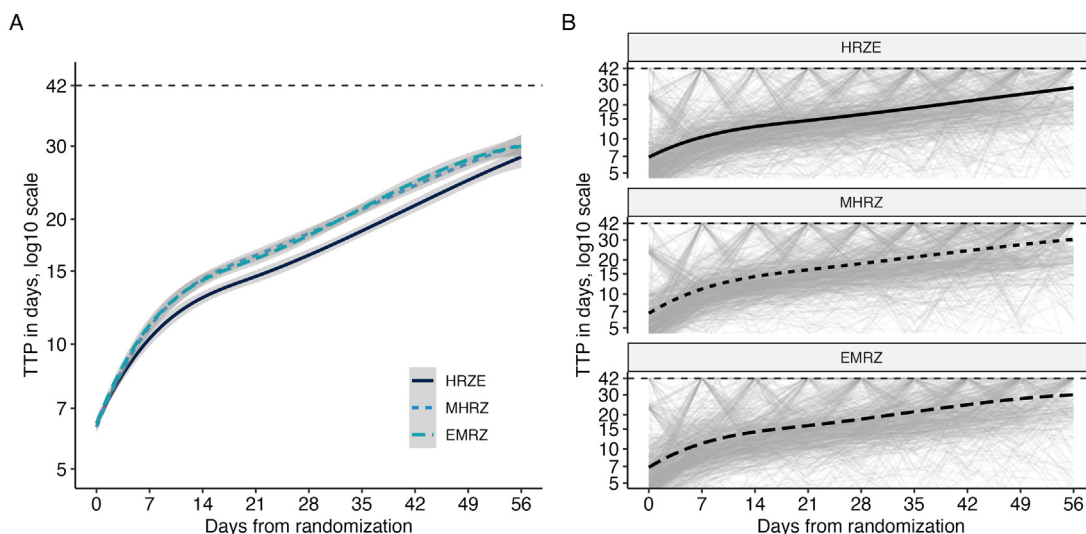 A
TTP in days, log10 scale
42
30
20
15
10
7
5
HRZE
MHRZ
EMRZ
0 7 14 21 28 35 42 49 56
Days from randomization
B
TTP in days, log10 scale
HRZE
42
30
20
15
10
7
5
MHRZ
42
30
20
15
10
7
5
EMRZ
42
30
20
15
10
7
5
0 7 14 21 28 35 42 49 56
Days from randomization